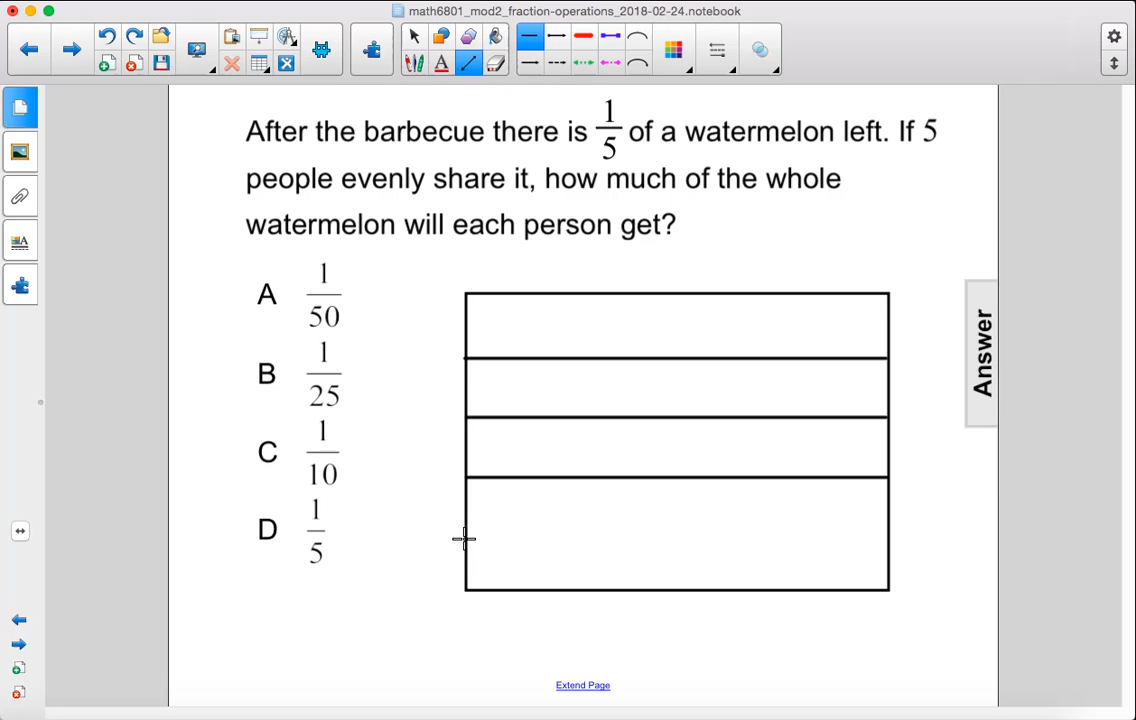 math6801_mod2_fraction-operations_2018-02-24.notebook
After the barbecue there is 1/5 of a watermelon left. If 5
people evenly share it, how much of the whole
watermelon will each person get?
A 1/50
B 1/25
C 1/10
D 1/5
Answer
Extend Page